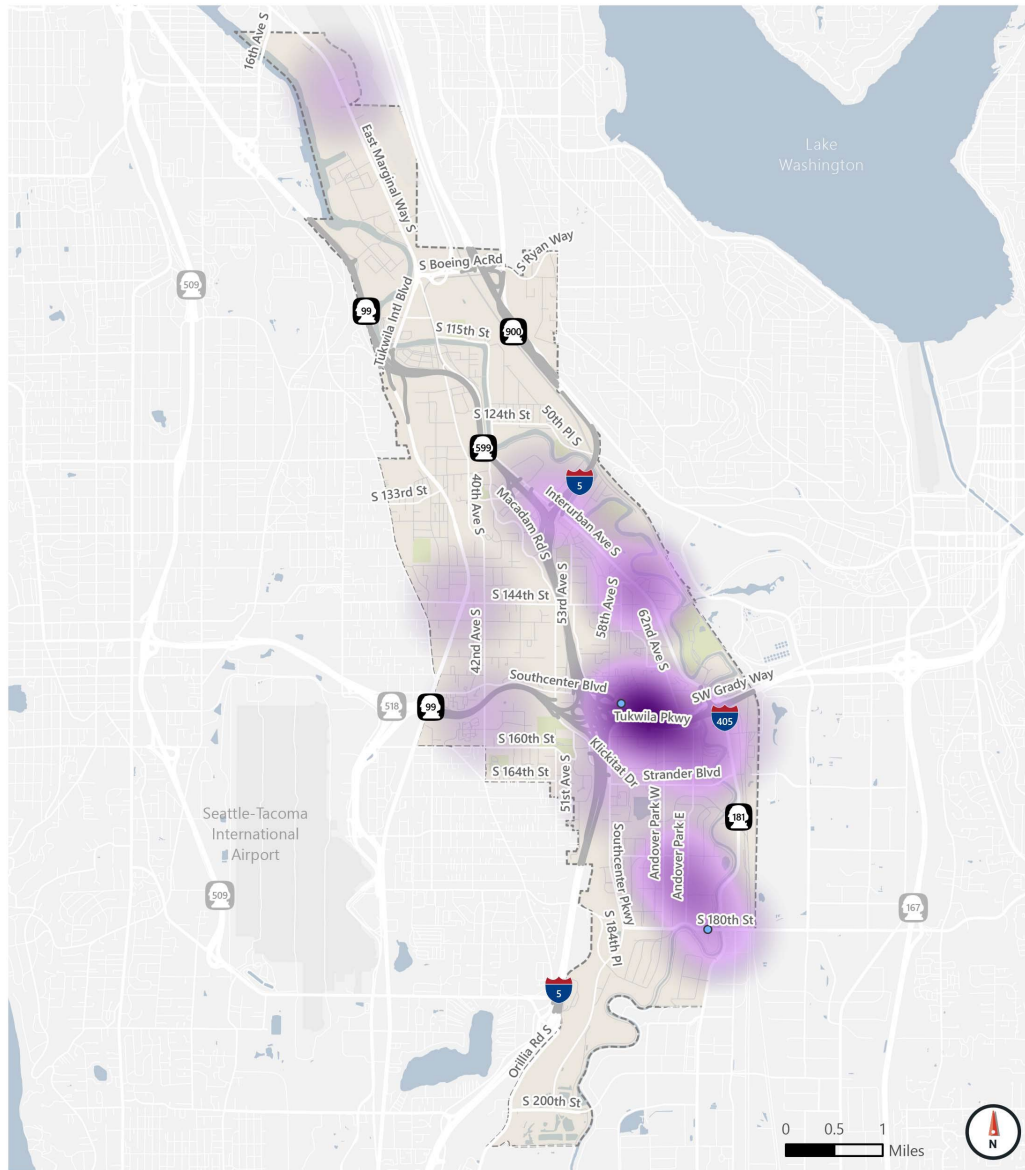 16th Ave S
East Marginal Way S
Lake
Washington
S Boeing AcRd
S Ryan Way
509
99
Tukwila Intl Blvd
S 115th St
900
S 124th St
50th Pl S
599
5
S 133rd St
40th Ave S
Macadam Rd S
Interurban Ave S
S 144th St
53rd Ave S
58th Ave S
62nd Ave S
42nd Ave S
Southcenter Blvd
SW Grady Way
518
99
Tukwila Pkwy
405
S 160th St
Klickitat Dr
S 164th St
51st Ave S
Strander Blvd
Seattle-Tacoma
International
Airport
Andover Park W
Andover Park E
181
Southcenter Pkwy
509
167
S 180th St
S 184th Pl
5
Orillia Rd S
S 200th St
0 0.5 1
Miles
N